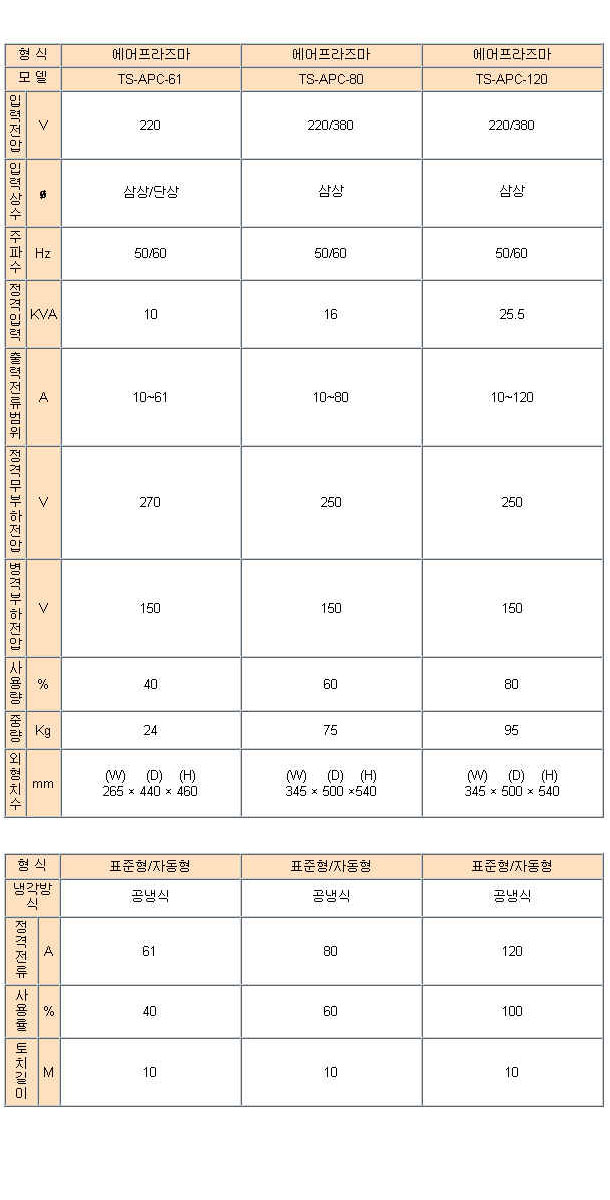 형 식 에어프라즈마 에어프라즈마 에어프라즈마
모 델 TS-APC-61 TS-APC-80 TS-APC-120
입력전압 V 220 220/380 220/380
입력상수 ø 삼상/단상 삼상 삼상
주파수 Hz 50/60 50/60 50/60
정격입력 KVA 10 16 25.5
출력전류범위 A 10~61 10~80 10~120
정격무부하전압 V 270 250 250
병격부하전압 V 150 150 150
사용량 % 40 60 80
중량 Kg 24 75 95
외형치수 mm (W) (D) (H) (W) (D) (H) (W) (D) (H)
265 × 440 × 460 345 × 500 ×540 345 × 500 × 540
형 식 표준형/자동형 표준형/자동형 표준형/자동형
냉각방식 공냉식 공냉식 공냉식
정격전류 A 61 80 120
사용률 % 40 60 100
토치길이 M 10 10 10